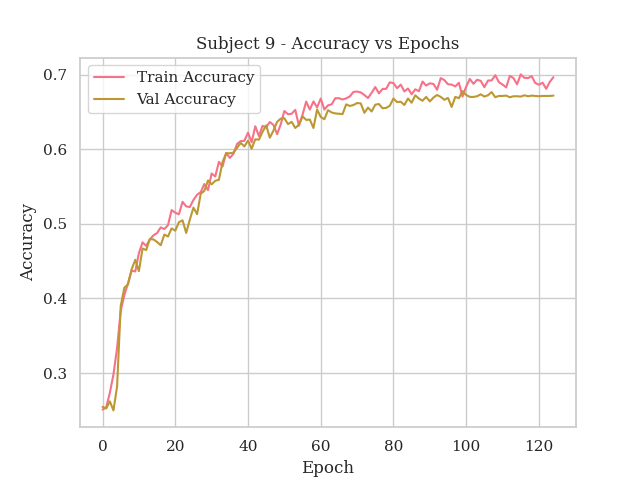 Subject 9 - Accuracy vs Epochs
Train Accuracy
Val Accuracy
0.7
0.6
0.5
0.4
0.3
Accuracy
0 20 40 60 80 100 120
Epoch